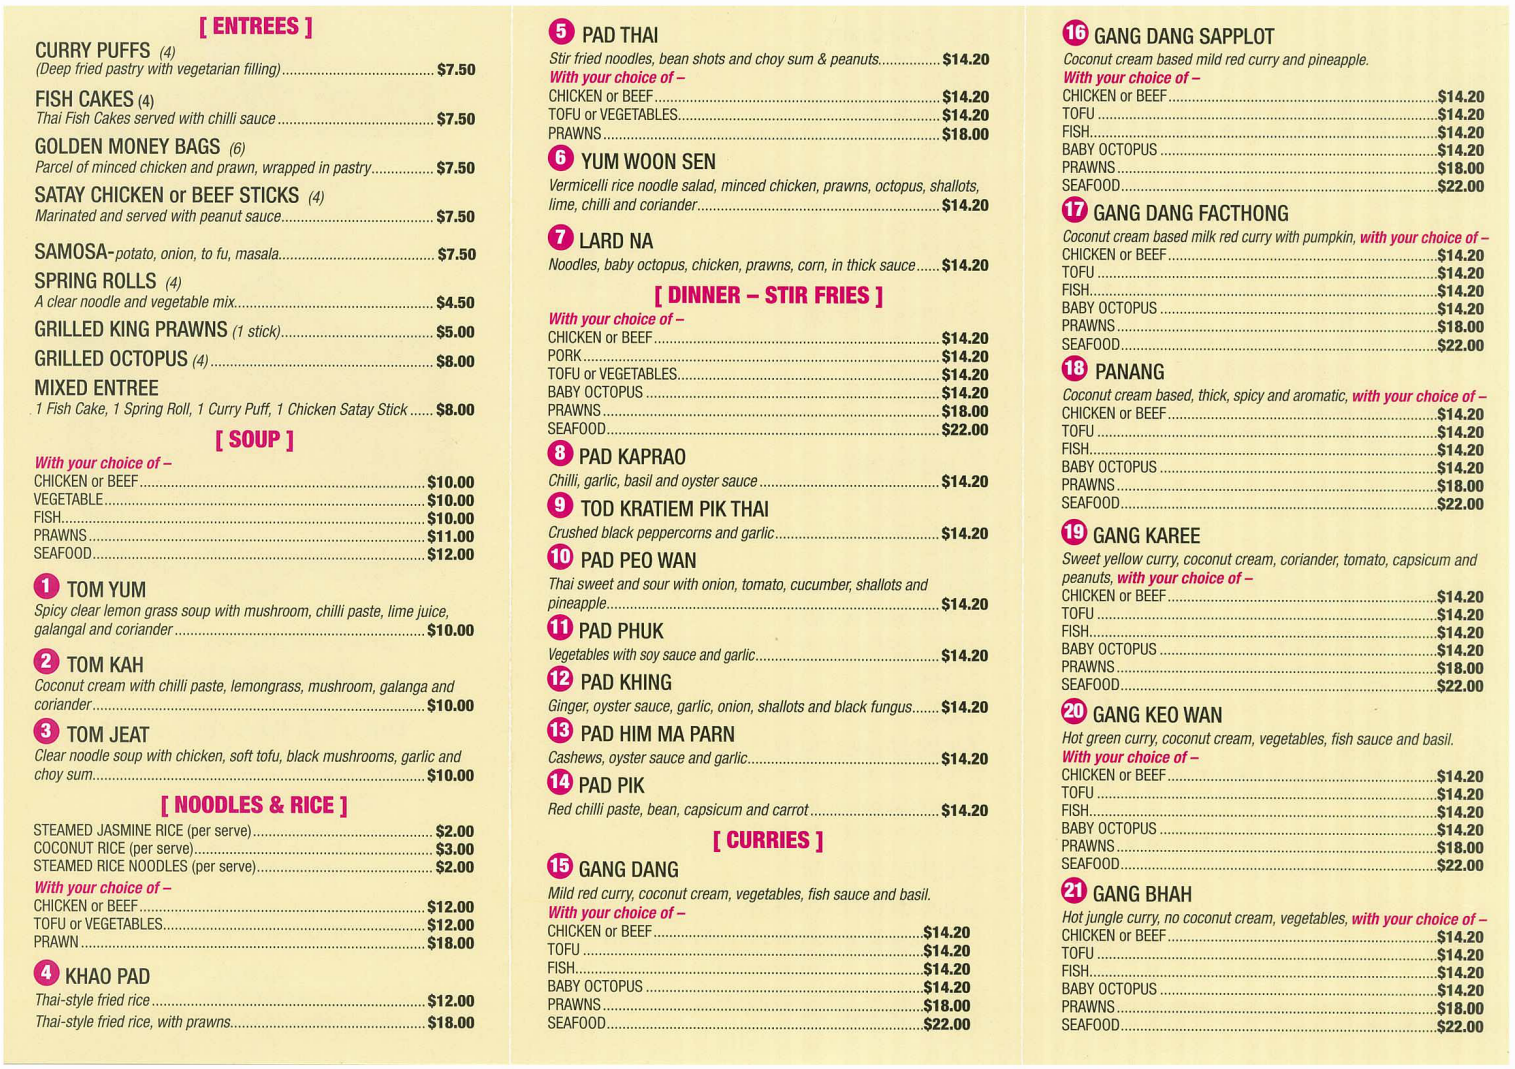 [ ENTREES ]
CURRY PUFFS (4)
(Deep fried pastry with vegetarian filling) $7.50
FISH CAKES (4)
Thai Fish Cakes served with chilli sauce $7.50
GOLDEN MONEY BAGS (6)
Parcel of minced chicken and prawn, wrapped in pastry $7.50
SATAY CHICKEN or BEEF STICKS (4)
Marinated and served with peanut sauce $7.50
SAMOSA-potato, onion, to fu, masala $7.50
SPRING ROLLS (4)
A clear noodle and vegetable mix $4.50
GRILLED KING PRAWNS (1 stick) $5.00
GRILLED OCTOPUS (4) $8.00
MIXED ENTREE
1 Fish Cake, 1 Spring Roll, 1 Curry Puff, 1 Chicken Satay Stick $8.00
[ SOUP ]
With your choice of –
CHICKEN or BEEF $10.00
VEGETABLE $10.00
FISH $10.00
PRAWNS $11.00
SEAFOOD $12.00
1 TOM YUM
Spicy clear lemon grass soup with mushroom, chilli paste, lime juice,
galangal and coriander $10.00
2 TOM KAH
Coconut cream with chilli paste, lemongrass, mushroom, galanga and
coriander $10.00
3 TOM JEAT
Clear noodle soup with chicken, soft tofu, black mushrooms, garlic and
choy sum $10.00
[ NOODLES & RICE ]
STEAMED JASMINE RICE (per serve) $2.00
COCONUT RICE (per serve) $3.00
STEAMED RICE NOODLES (per serve) $2.00
With your choice of –
CHICKEN or BEEF $12.00
TOFU or VEGETABLES $12.00
PRAWN $18.00
4 KHAO PAD
Thai-style fried rice $12.00
Thai-style fried rice, with prawns $18.00
5 PAD THAI
Stir fried noodles, bean shots and choy sum & peanuts $14.20
With your choice of –
CHICKEN or BEEF $14.20
TOFU or VEGETABLES $14.20
PRAWNS $18.00
6 YUM WOON SEN
Vermicelli rice noodle salad, minced chicken, prawns, octopus, shallots,
lime, chilli and coriander $14.20
7 LARD NA
Noodles, baby octopus, chicken, prawns, corn, in thick sauce $14.20
[ DINNER – STIR FRIES ]
With your choice of –
CHICKEN or BEEF $14.20
PORK $14.20
TOFU or VEGETABLES $14.20
BABY OCTOPUS $14.20
PRAWNS $18.00
SEAFOOD $22.00
8 PAD KAPRAO
Chilli, garlic, basil and oyster sauce $14.20
9 TOD KRATIEM PIK THAI
Crushed black peppercorns and garlic $14.20
10 PAD PEO WAN
Thai sweet and sour with onion, tomato, cucumber, shallots and
pineapple $14.20
11 PAD PHUK
Vegetables with soy sauce and garlic $14.20
12 PAD KHING
Ginger, oyster sauce, garlic, onion, shallots and black fungus $14.20
13 PAD HIM MA PARN
Cashews, oyster sauce and garlic $14.20
14 PAD PIK
Red chilli paste, bean, capsicum and carrot $14.20
[ CURRIES ]
15 GANG DANG
Mild red curry, coconut cream, vegetables, fish sauce and basil.
With your choice of –
CHICKEN or BEEF $14.20
TOFU $14.20
FISH $14.20
BABY OCTOPUS $14.20
PRAWNS $18.00
SEAFOOD $22.00
16 GANG DANG SAPPLOT
Coconut cream based mild red curry and pineapple.
With your choice of –
CHICKEN or BEEF $14.20
TOFU $14.20
FISH $14.20
BABY OCTOPUS $14.20
PRAWNS $18.00
SEAFOOD $22.00
17 GANG DANG FACTHONG
Coconut cream based milk red curry with pumpkin, with your choice of –
CHICKEN or BEEF $14.20
TOFU $14.20
FISH $14.20
BABY OCTOPUS $14.20
PRAWNS $18.00
SEAFOOD $22.00
18 PANANG
Coconut cream based, thick, spicy and aromatic, with your choice of –
CHICKEN or BEEF $14.20
TOFU $14.20
FISH $14.20
BABY OCTOPUS $14.20
PRAWNS $18.00
SEAFOOD $22.00
19 GANG KAREE
Sweet yellow curry, coconut cream, coriander, tomato, capsicum and
peanuts, with your choice of –
CHICKEN or BEEF $14.20
TOFU $14.20
FISH $14.20
BABY OCTOPUS $14.20
PRAWNS $18.00
SEAFOOD $22.00
20 GANG KEO WAN
Hot green curry, coconut cream, vegetables, fish sauce and basil.
With your choice of –
CHICKEN or BEEF $14.20
TOFU $14.20
FISH $14.20
BABY OCTOPUS $14.20
PRAWNS $18.00
SEAFOOD $22.00
21 GANG BHAH
Hot jungle curry, no coconut cream, vegetables, with your choice of –
CHICKEN or BEEF $14.20
TOFU $14.20
FISH $14.20
BABY OCTOPUS $14.20
PRAWNS $18.00
SEAFOOD $22.00